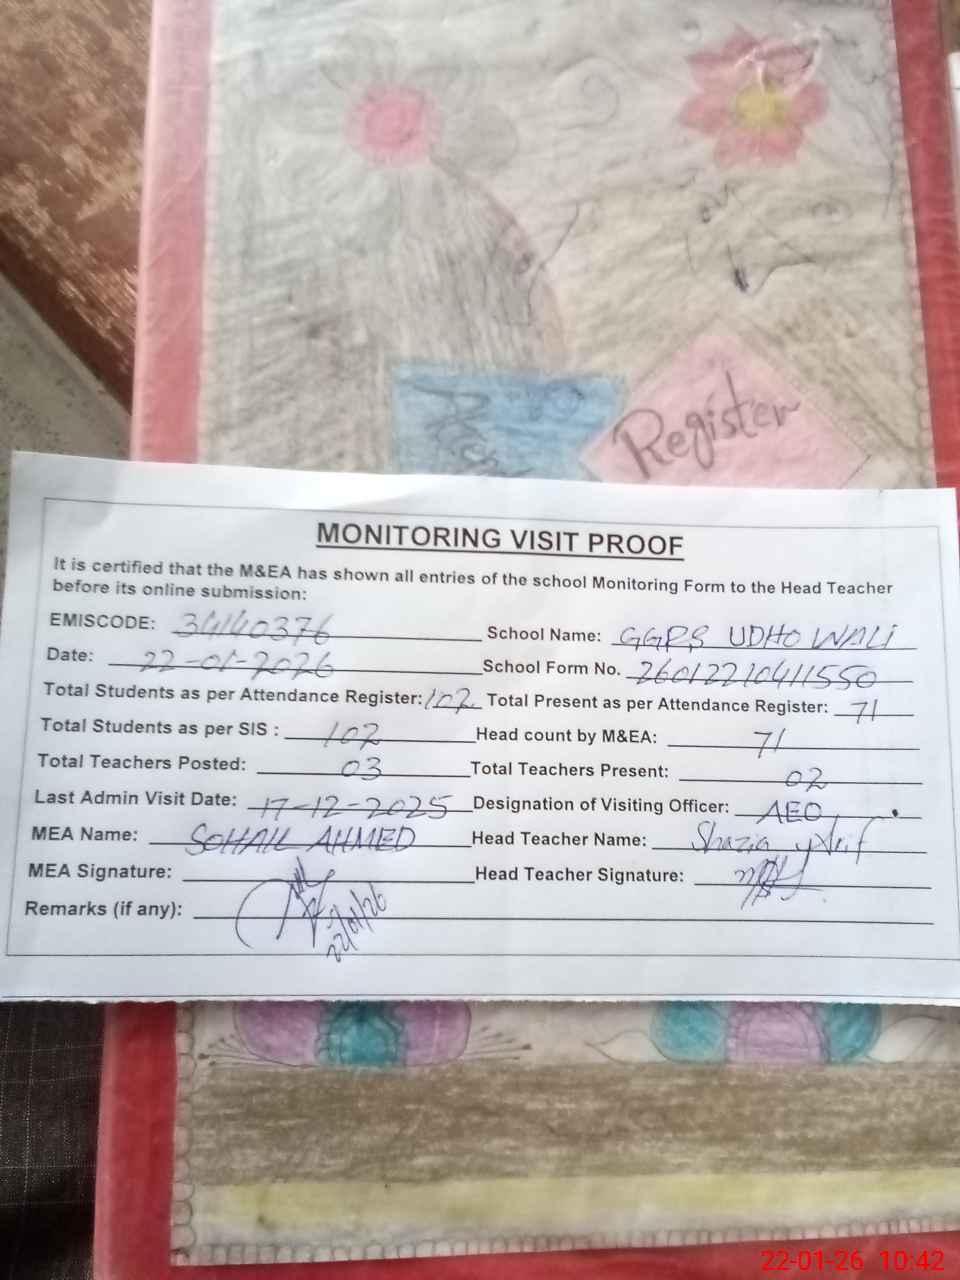 Register
MONITORING VISIT PROOF
It is certified that the M&EA has shown all entries of the school Monitoring Form to the Head Teacher
before its online submission:
EMISCODE: 34140376 School Name: GGPS UDHO WALI
Date: 22-01-2026 School Form No. 26012210411550
Total Students as per Attendance Register: 102 Total Present as per Attendance Register: 71
Total Students as per SIS : 102 Head count by M&EA: 71
Total Teachers Posted: 03 Total Teachers Present: 02
Last Admin Visit Date: 17-12-2025 Designation of Visiting Officer: AEO
MEA Name: SOHAIL AHMED Head Teacher Name: Shazia
MEA Signature: Head Teacher Signature:
22/01/26
Remarks (if any):
22-01-26 10:42